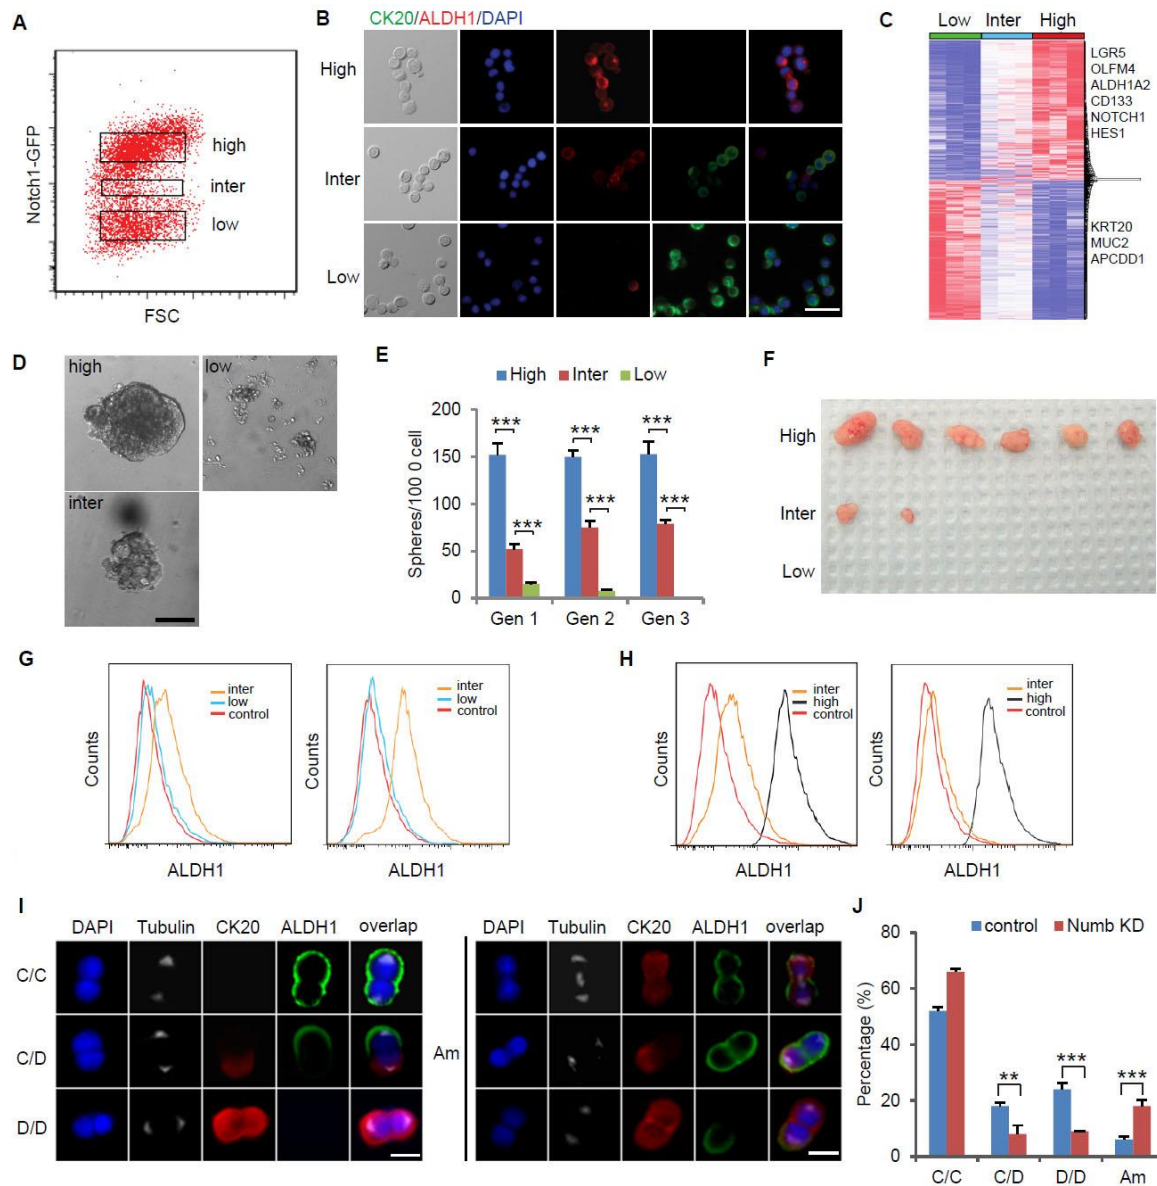 A
Notch1-GFP
high
inter
low
FSC
B
CK20/ALDH1/DAPI
High
Inter
Low
C
Low Inter High
LGR5
OLFM4
ALDH1A2
CD133
NOTCH1
HES1
KRT20
MUC2
APCDD1
D
high
low
inter
E
High Inter Low
Spheres/100 0 cell
200
150
100
50
0
*** *** ***
*** *** ***
Gen 1 Gen 2 Gen 3
F
High
Inter
Low
G
Counts
inter
low
control
ALDH1
Counts
inter
low
control
ALDH1
H
Counts
inter
high
control
ALDH1
Counts
inter
high
control
ALDH1
I
DAPI Tubulin CK20 ALDH1 overlap
C/C
C/D
D/D
DAPI Tubulin CK20 ALDH1 overlap
Am
J
control Numb KD
Percentage (%)
80
60
40
20
0
** *** ***
C/C C/D D/D Am